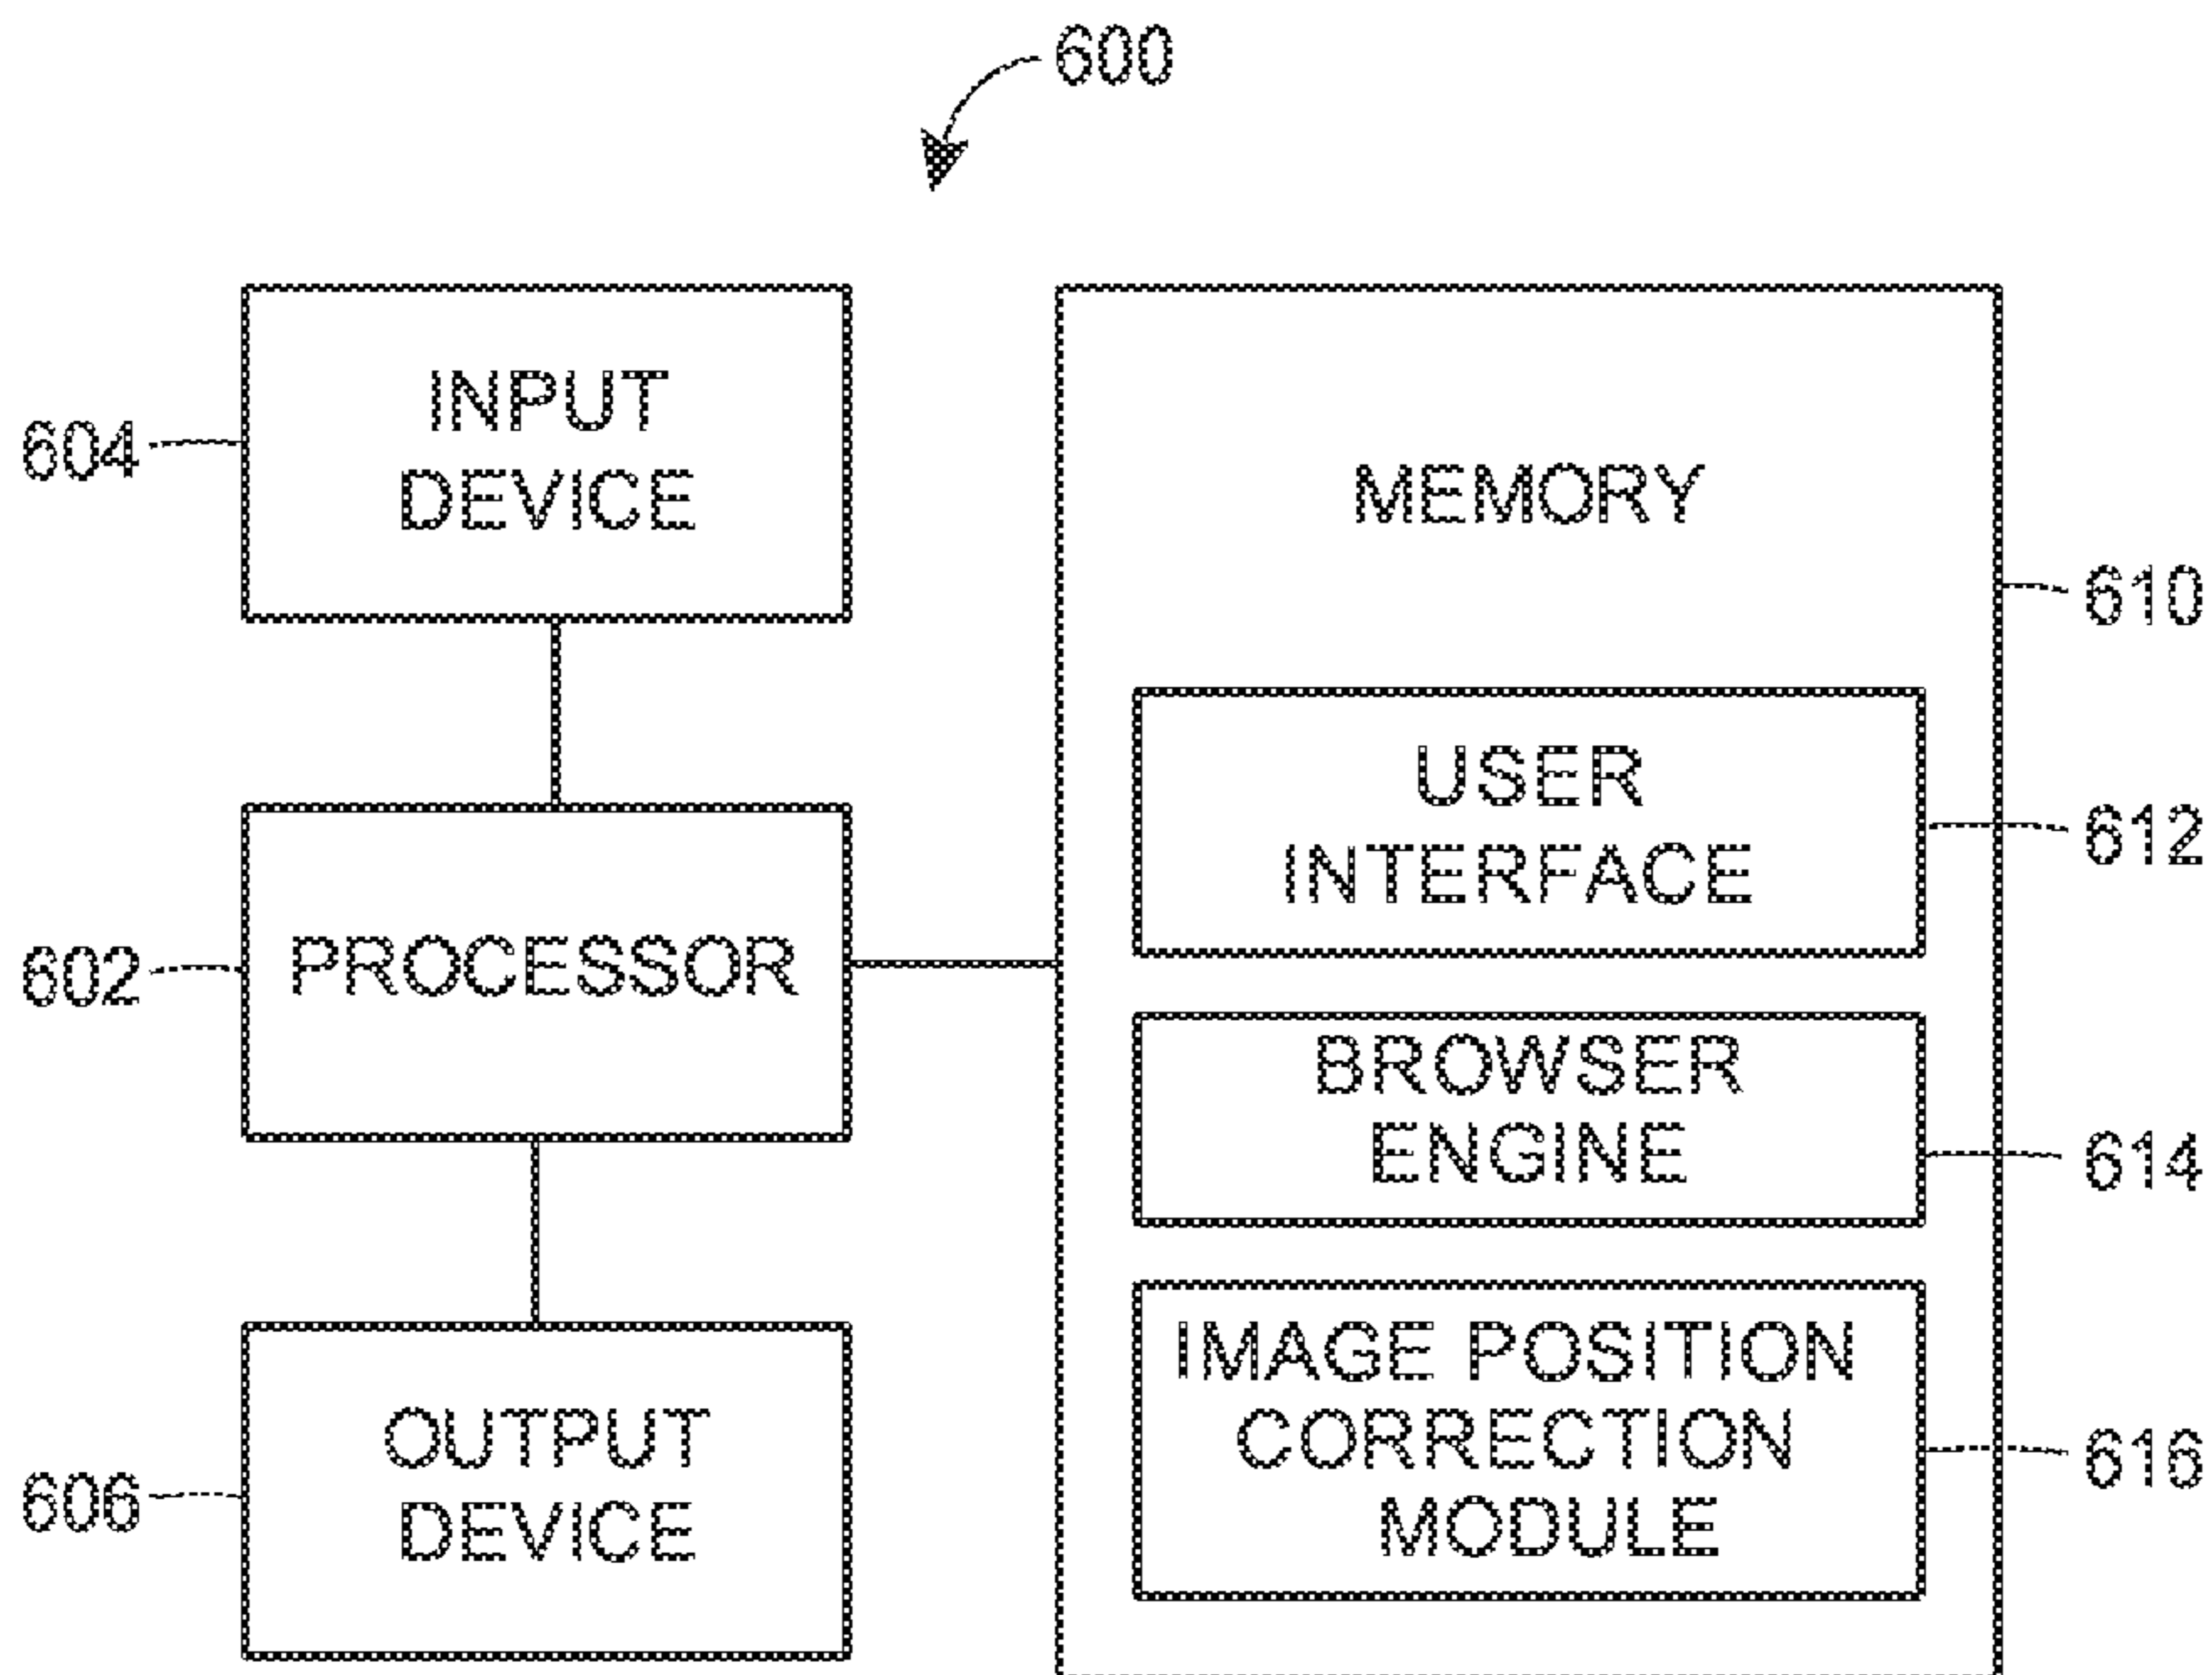 600
INPUT
DEVICE
604
MEMORY
610
USER
INTERFACE
612
PROCESSOR
602
BROWSER
ENGINE
614
IMAGE POSITION
CORRECTION
MODULE
616
OUTPUT
DEVICE
606